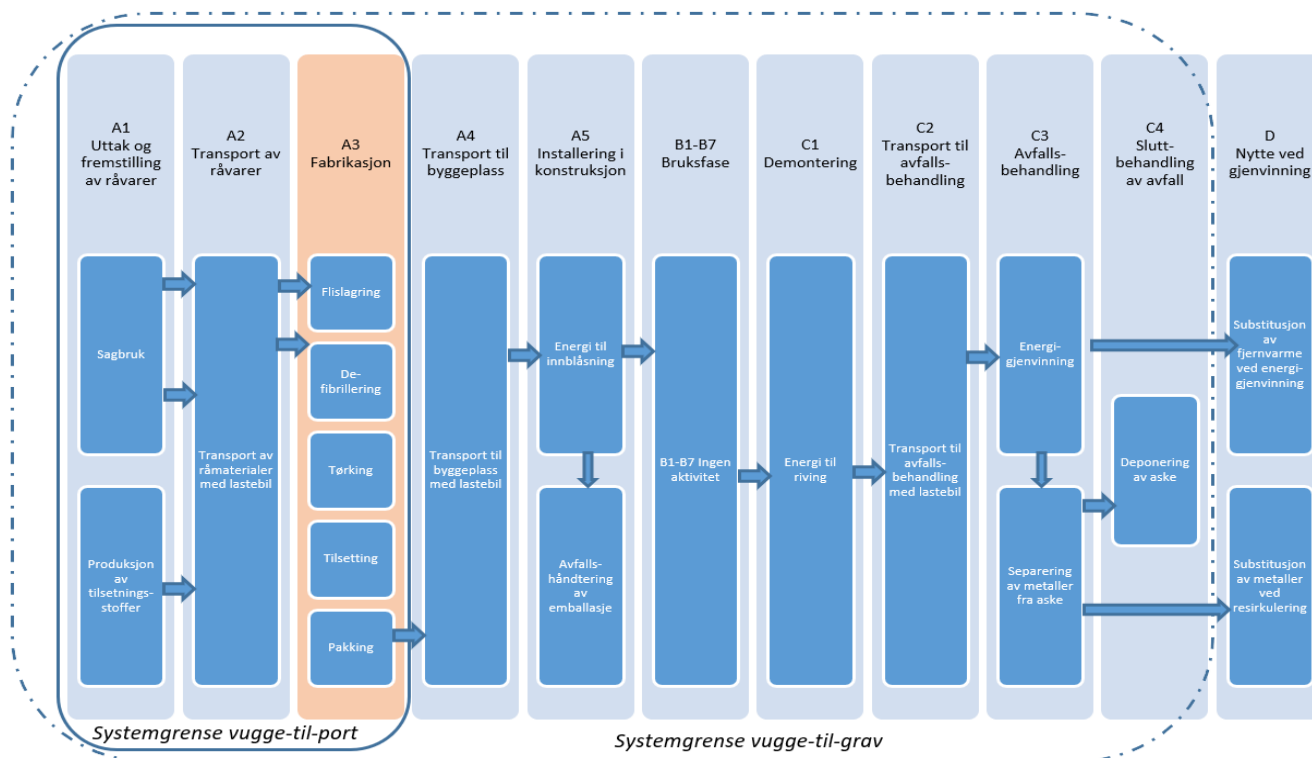 A1
Uttak og
fremstilling
av råvarer
A2
Transport av
råvarer
A3
Fabrikasjon
A4
Transport til
byggeplass
A5
Installering i
konstruksjon
B1-B7
Bruksfase
C1
Demontering
C2
Transport til
avfalls-
behandling
C3
Avfalls-
behandling
C4
Slutt-
behandling
av avfall
D
Nytte ved
gjenvinning
Sagbruk
Produksjon
av
tilsetnings-
stoffer
Transport av
råmaterialer
med lastebil
Flislagring
De-
fibrillering
Tørking
Tilsetting
Pakking
Transport til
byggeplass
med lastebil
Energi til
innblåsning
Avfalls-
håndtering
av
emballasje
B1-B7 Ingen
aktivitet
Energi til
riving
Transport til
avfalls-
behandling
med lastebil
Energi-
gjenvinning
Separering
av metaller
fra aske
Deponering
av aske
Substitusjon
av
fjernvarme
ved energi-
gjenvinning
Substitusjon
av metaller
ved
resirkulering
Systemgrense vugge-til-port
Systemgrense vugge-til-grav